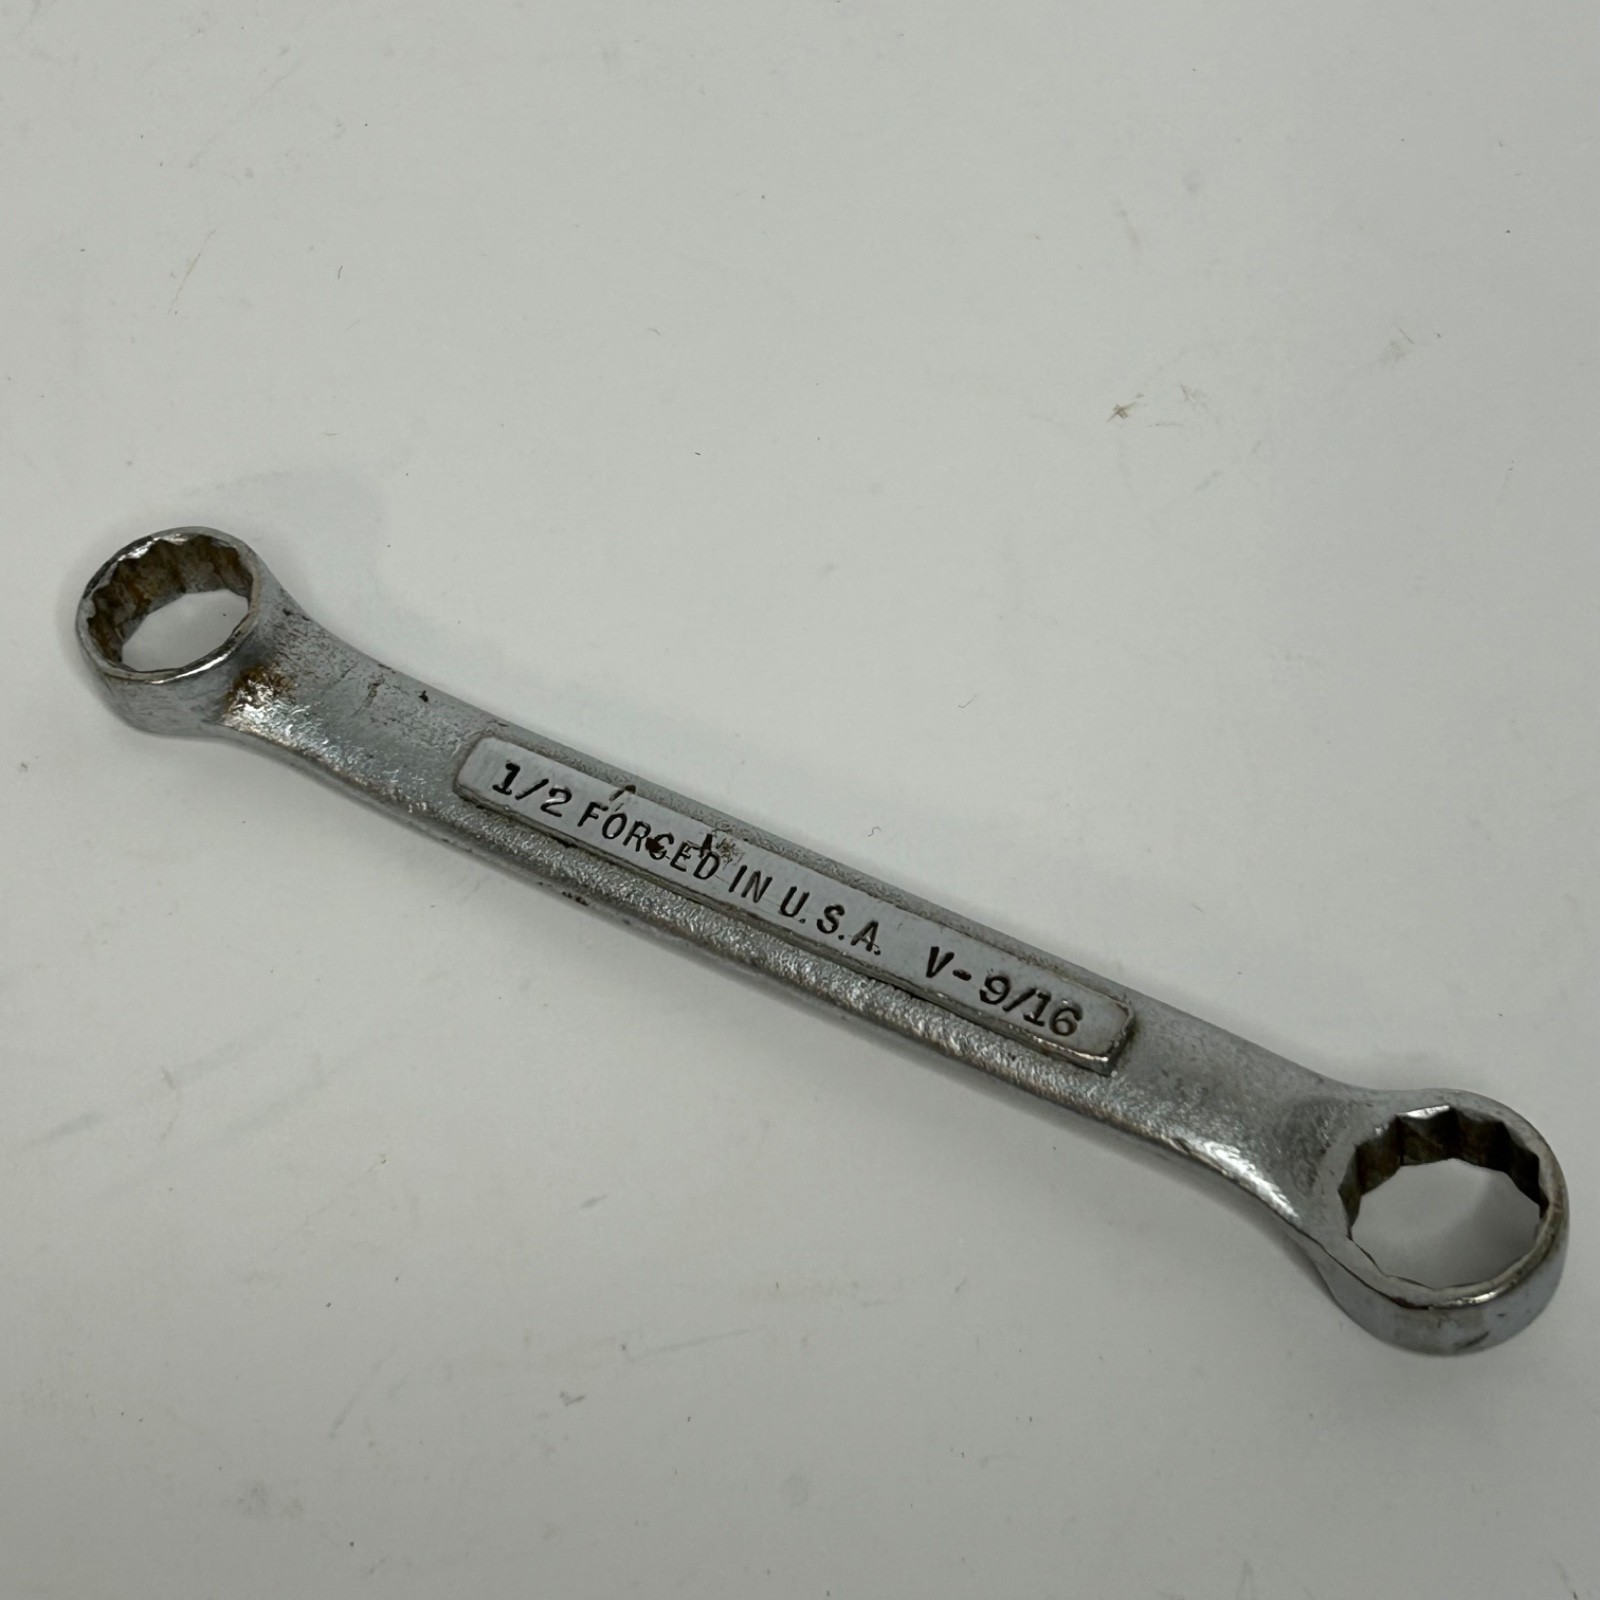 1/2 FORGED IN U.S.A. V-9/16